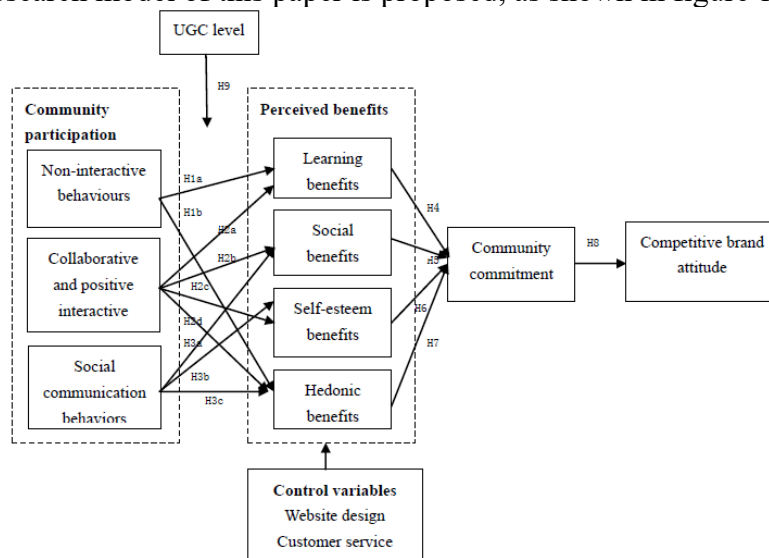 search model of this paper is proposed, as shown in figure 1
UGC level
H9
Community
participation
Perceived benefits
Non-interactive
behaviours
Collaborative
and positive
interactive
Social
communication
behaviors
H1a
H1b
H2a
H2b
H2c
H2d
H3a
H3b
H3c
Learning
benefits
Social
benefits
Self-esteem
benefits
Hedonic
benefits
H4
H5
H6
H7
Community
commitment
H8
Competitive brand
attitude
Control variables
Website design
Customer service